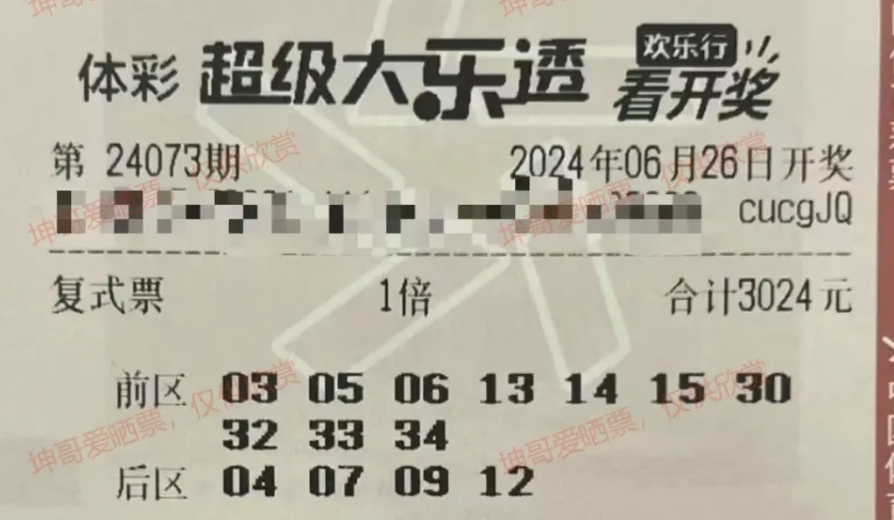 体彩 超级大乐透 欢乐行 看开奖
第 24073期 2024年06月26日开奖
cucgJQ
复式票 1倍 合计3024元
前区 03 05 06 13 14 15 30
32 33 34
后区 04 07 09 12
坤哥爱晒票，仅供欣赏
坤哥爱晒票，仅供欣赏
坤哥爱晒票，仅供欣赏
坤哥爱晒票，仅供欣赏